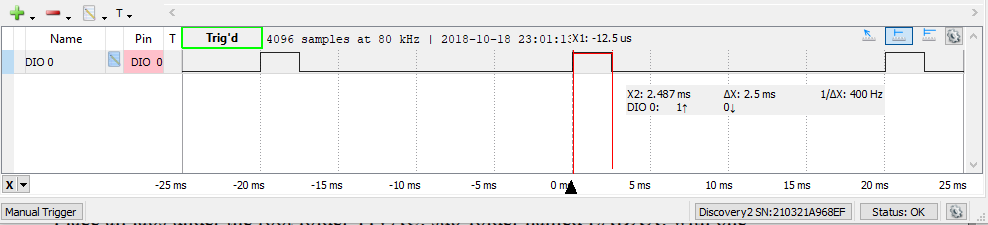 T
Name Pin T Trig'd 4096 samples at 80 kHz | 2018-10-18 23:01:13 X1: -12.5 us
DIO 0 DIO 0
X2: 2.487 ms ΔX: 2.5 ms 1/ΔX: 400 Hz
DIO 0: 1↑ 0↓
X -25 ms -20 ms -15 ms -10 ms -5 ms 0 ms 5 ms 10 ms 15 ms 20 ms 25 ms
Manual Trigger Discovery2 SN:210321A968EF Status: OK